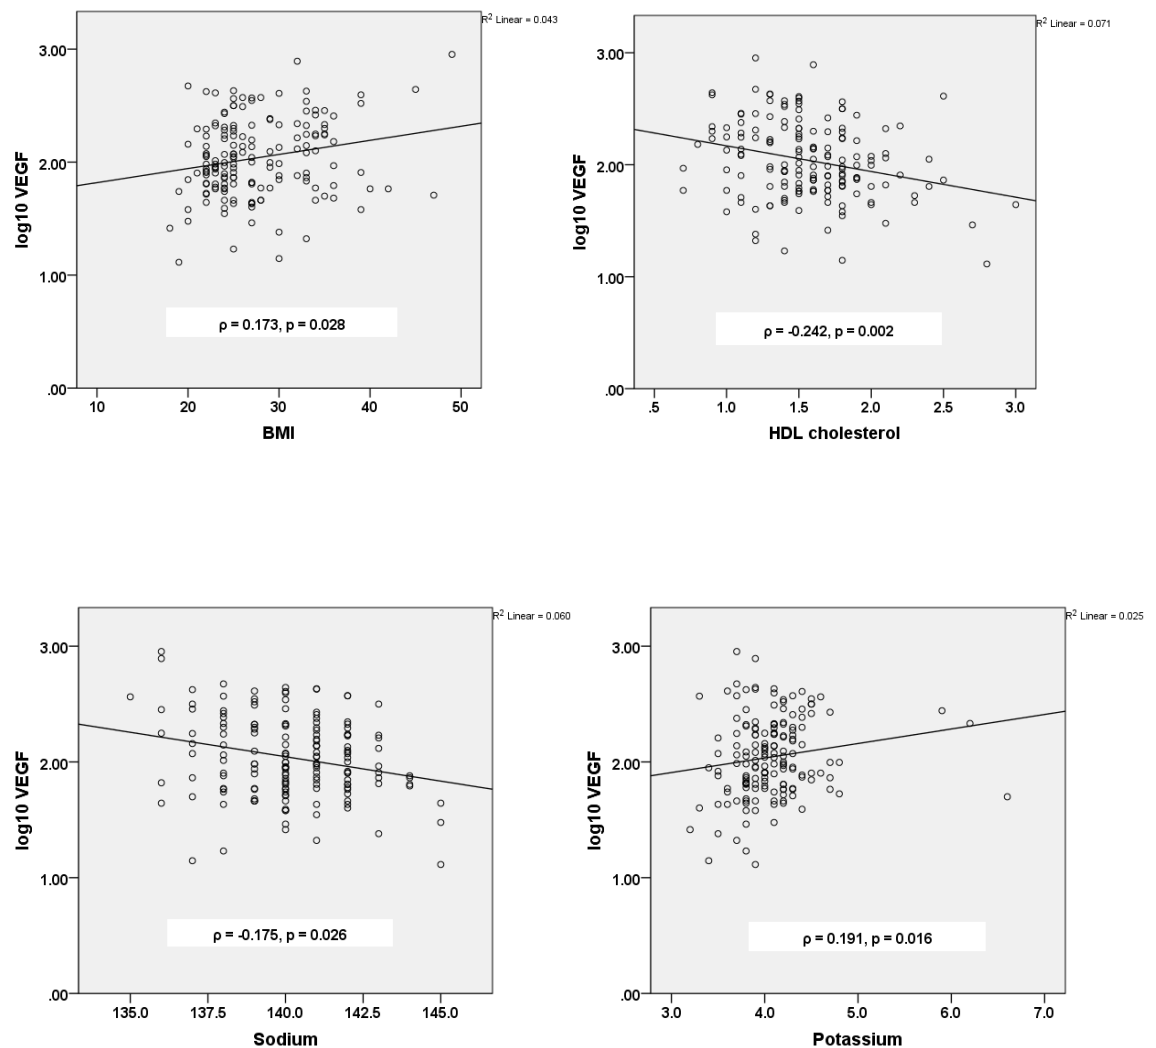 R² Linear = 0.043
3.00
2.00
1.00
.00
log10 VEGF
ρ = 0.173, p = 0.028
10 20 30 40 50
BMI
R² Linear = 0.071
3.00
2.00
1.00
.00
log10 VEGF
ρ = -0.242, p = 0.002
.5 1.0 1.5 2.0 2.5 3.0
HDL cholesterol
R² Linear = 0.060
3.00
2.00
1.00
.00
log10 VEGF
ρ = -0.175, p = 0.026
135.0 137.5 140.0 142.5 145.0
Sodium
R² Linear = 0.025
3.00
2.00
1.00
.00
log10 VEGF
ρ = 0.191, p = 0.016
3.0 4.0 5.0 6.0 7.0
Potassium